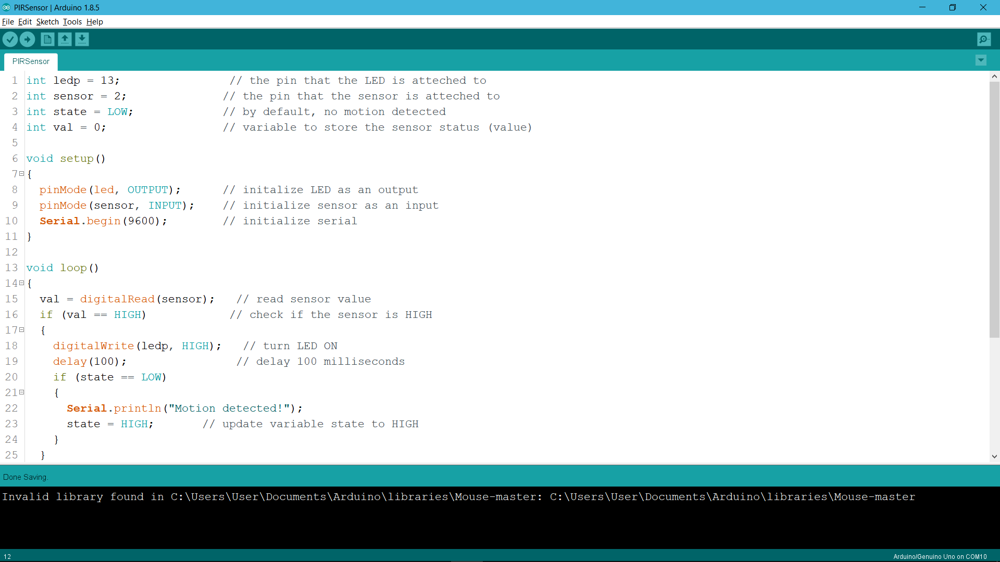 PIRSensor | Arduino 1.8.5
File Edit Sketch Tools Help
PIRSensor
1 int ledp = 13;                // the pin that the LED is atteched to
2 int sensor = 2;              // the pin that the sensor is atteched to
3 int state = LOW;             // by default, no motion detected
4 int val = 0;                 // variable to store the sensor status (value)
5
6 void setup()
7 {
8   pinMode(led, OUTPUT);      // initalize LED as an output
9   pinMode(sensor, INPUT);    // initialize sensor as an input
10   Serial.begin(9600);        // initialize serial
11 }
12
13 void loop()
14 {
15   val = digitalRead(sensor);   // read sensor value
16   if (val == HIGH)            // check if the sensor is HIGH
17   {
18     digitalWrite(ledp, HIGH);   // turn LED ON
19     delay(100);                // delay 100 milliseconds
20     if (state == LOW)
21     {
22       Serial.println("Motion detected!");
23       state = HIGH;       // update variable state to HIGH
24     }
25   }
Done Saving.
Invalid library found in C:\Users\User\Documents\Arduino\libraries\Mouse-master: C:\Users\User\Documents\Arduino\libraries\Mouse-master
12
Arduino/Genuino Uno on COM10